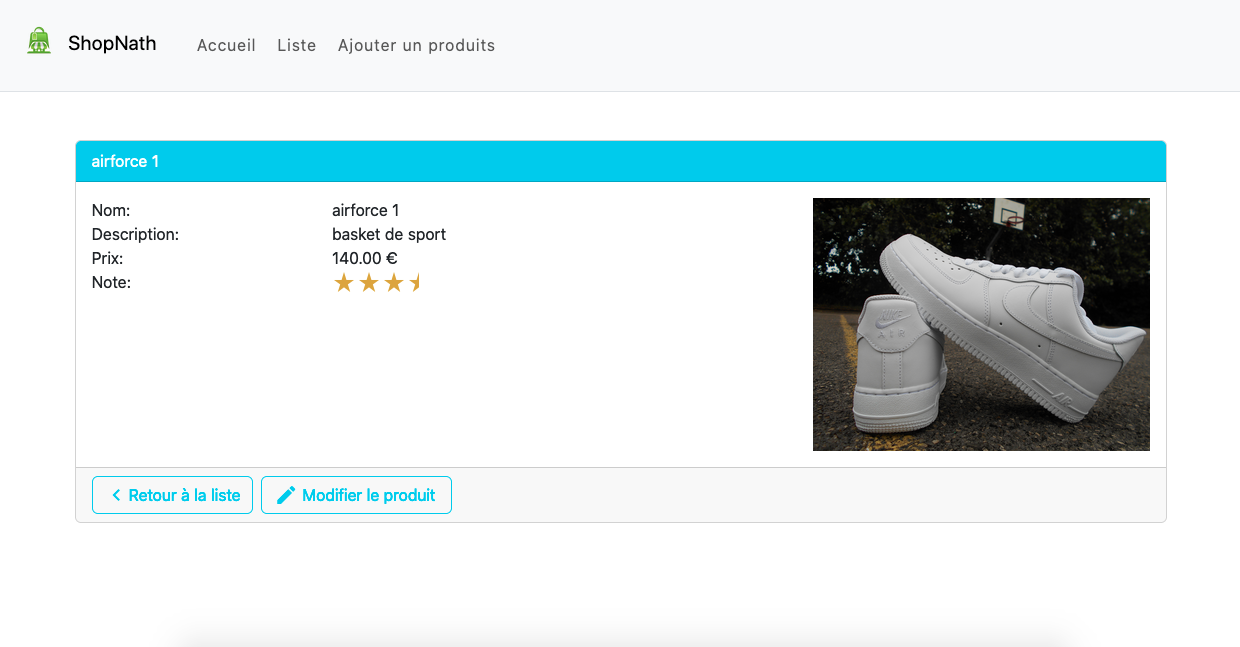 ShopNath
Accueil
Liste
Ajouter un produits
airforce 1
Nom:
airforce 1
Description:
basket de sport
Prix:
140.00 €
Note:
NIKE
AIR
AIR
Retour à la liste
Modifier le produit